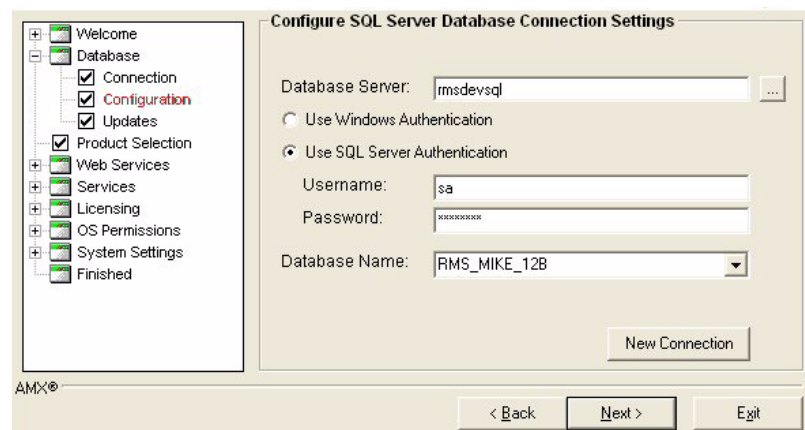 Welcome
Database
Connection
Configuration
Updates
Product Selection
Web Services
Services
Licensing
OS Permissions
System Settings
Finished
Configure SQL Server Database Connection Settings
Database Server: rmsdevsql ...
Use Windows Authentication
Use SQL Server Authentication
Username: sa
Password: ********
Database Name: RMS_MIKE_12B
New Connection
AMX®
< Back Next > Exit